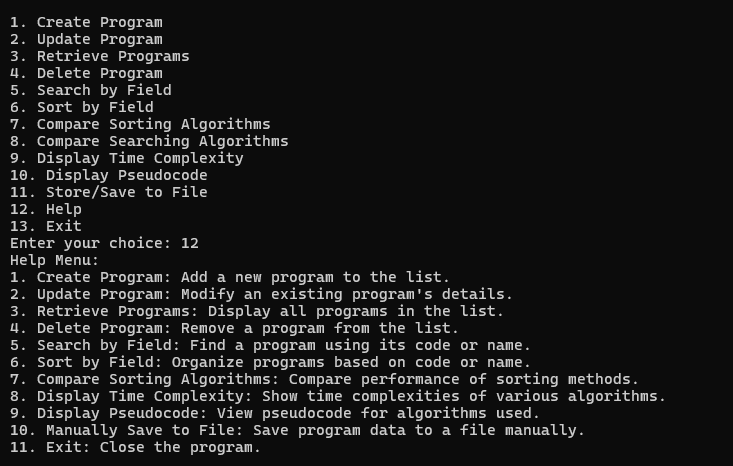 1. Create Program
2. Update Program
3. Retrieve Programs
4. Delete Program
5. Search by Field
6. Sort by Field
7. Compare Sorting Algorithms
8. Compare Searching Algorithms
9. Display Time Complexity
10. Display Pseudocode
11. Store/Save to File
12. Help
13. Exit
Enter your choice: 12
Help Menu:
1. Create Program: Add a new program to the list.
2. Update Program: Modify an existing program's details.
3. Retrieve Programs: Display all programs in the list.
4. Delete Program: Remove a program from the list.
5. Search by Field: Find a program using its code or name.
6. Sort by Field: Organize programs based on code or name.
7. Compare Sorting Algorithms: Compare performance of sorting methods.
8. Display Time Complexity: Show time complexities of various algorithms.
9. Display Pseudocode: View pseudocode for algorithms used.
10. Manually Save to File: Save program data to a file manually.
11. Exit: Close the program.